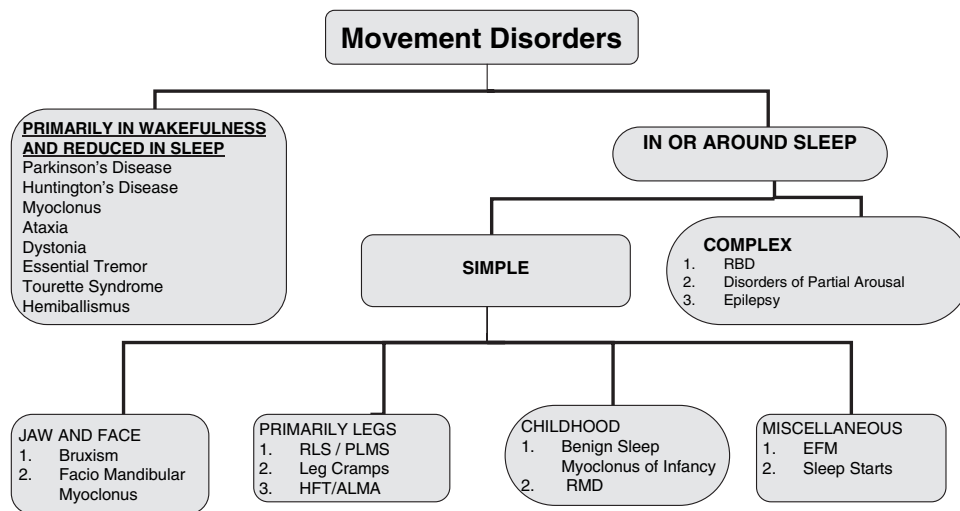 Movement Disorders
PRIMARILY IN WAKEFULNESS
AND REDUCED IN SLEEP
Parkinson's Disease
Huntington's Disease
Myoclonus
Ataxia
Dystonia
Essential Tremor
Tourette Syndrome
Hemiballismus
IN OR AROUND SLEEP
SIMPLE
COMPLEX
1. RBD
2. Disorders of Partial Arousal
3. Epilepsy
JAW AND FACE
1. Bruxism
2. Facio Mandibular
Myoclonus
PRIMARILY LEGS
1. RLS / PLMS
2. Leg Cramps
3. HFT/ALMA
CHILDHOOD
1. Benign Sleep
Myoclonus of Infancy
2. RMD
MISCELLANEOUS
1. EFM
2. Sleep Starts